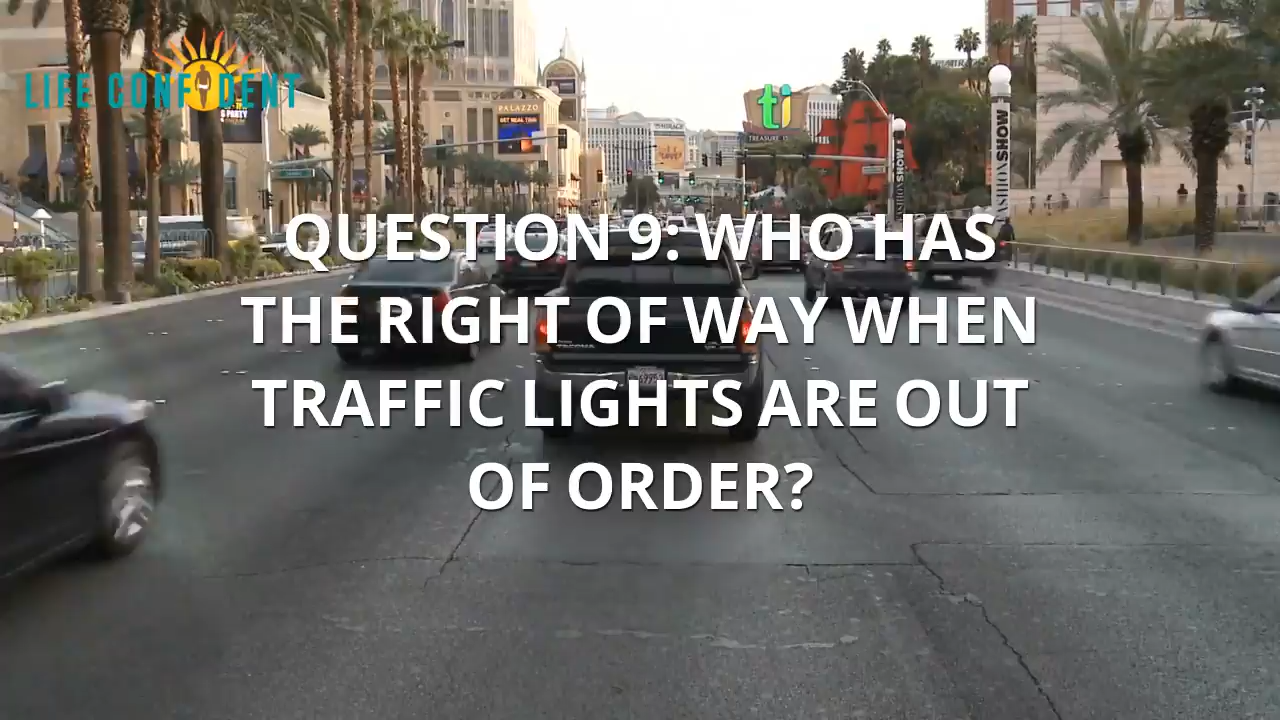 LIFE CONFIDENT
PALAZZO
ti
TREASURE IS
QUESTION 9: WHO HAS
THE RIGHT OF WAY WHEN
TRAFFIC LIGHTS ARE OUT
OF ORDER?